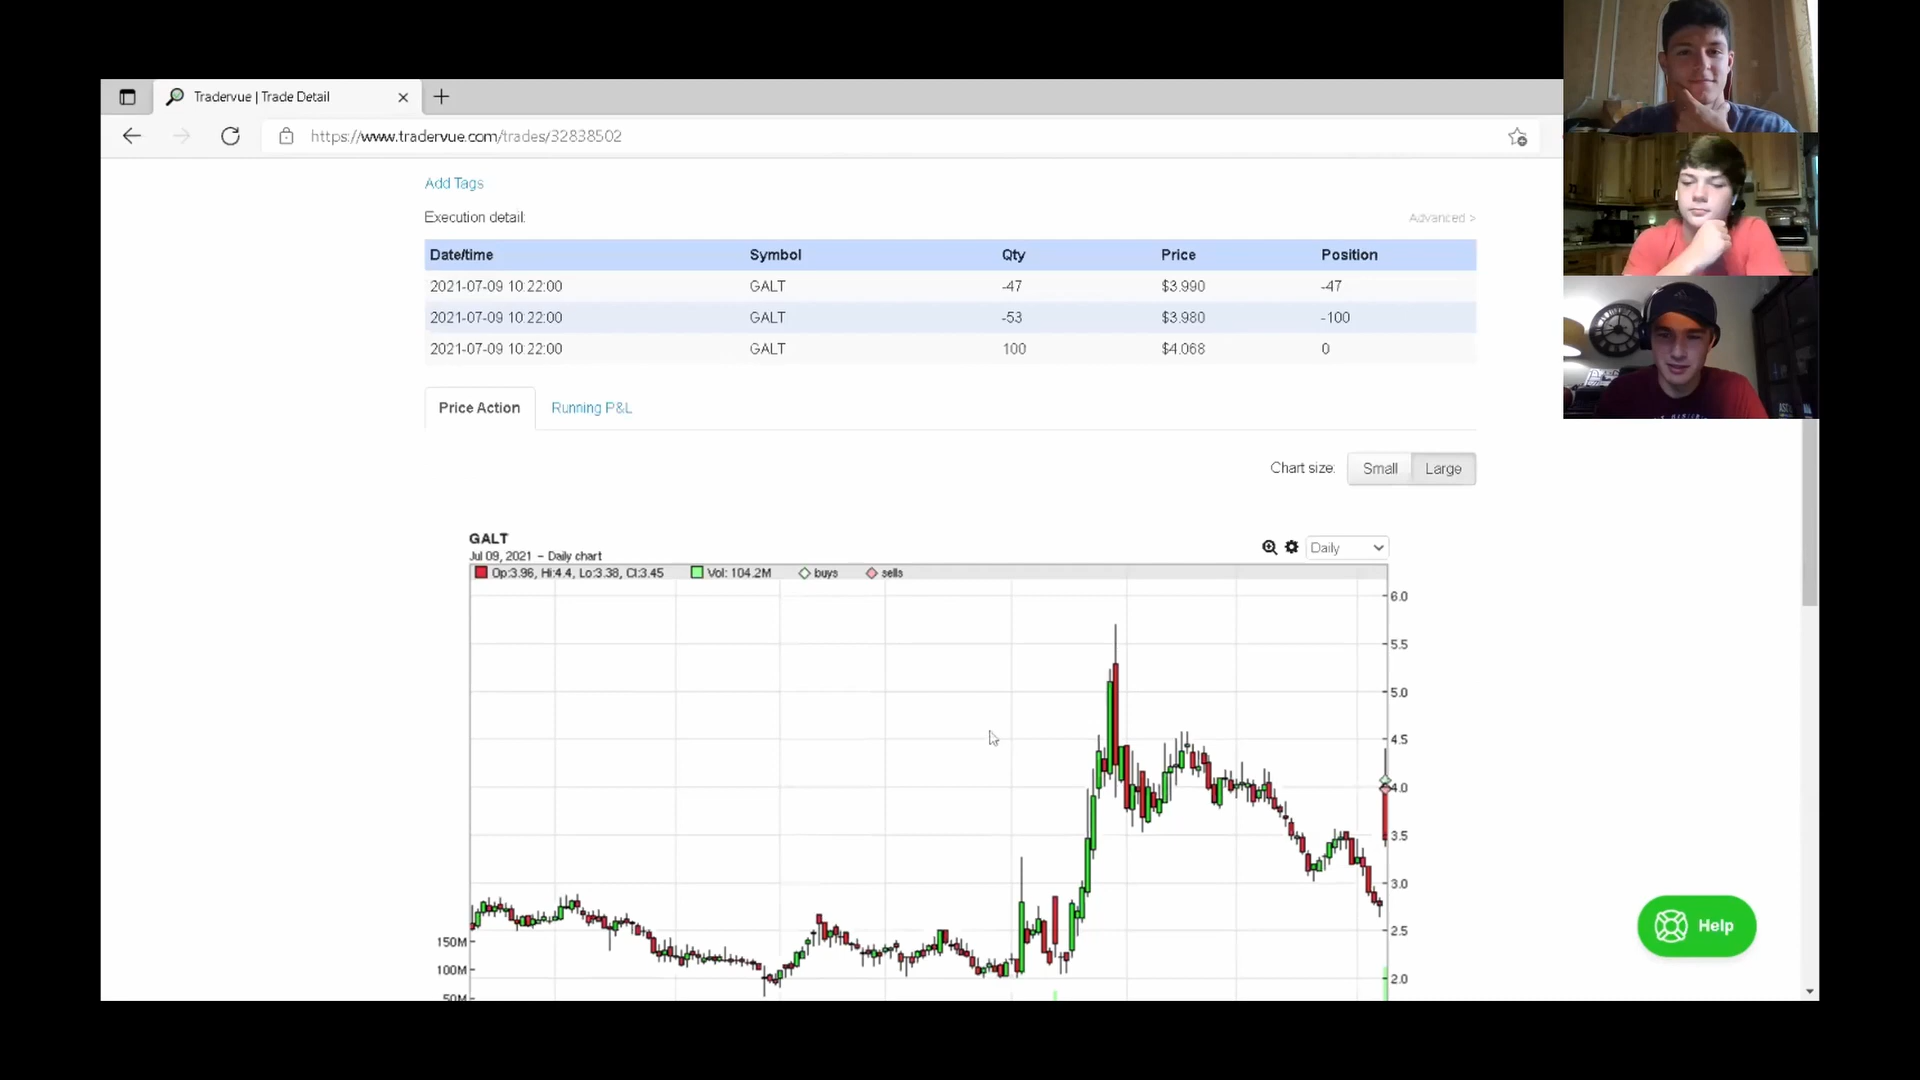 Tradervue | Trade Detail
https://www.tradervue.com/trades/32838502
Add Tags
Execution detail:
Advanced >
Date/time Symbol Qty Price Position
2021-07-09 10:22:00 GALT -47 $3.990 -47
2021-07-09 10:22:00 GALT -53 $3.980 -100
2021-07-09 10:22:00 GALT 100 $4.068 0
Price Action Running P&L
Chart size: Small Large
GALT
Jul 09, 2021 - Daily chart
Daily
Op:3.96, Hi:4.4, Lo:3.38, Cl:3.45 Vol: 104.2M buys sells
6.0
5.5
5.0
4.5
4.0
3.5
3.0
2.5
2.0
150M
100M
50M
Help